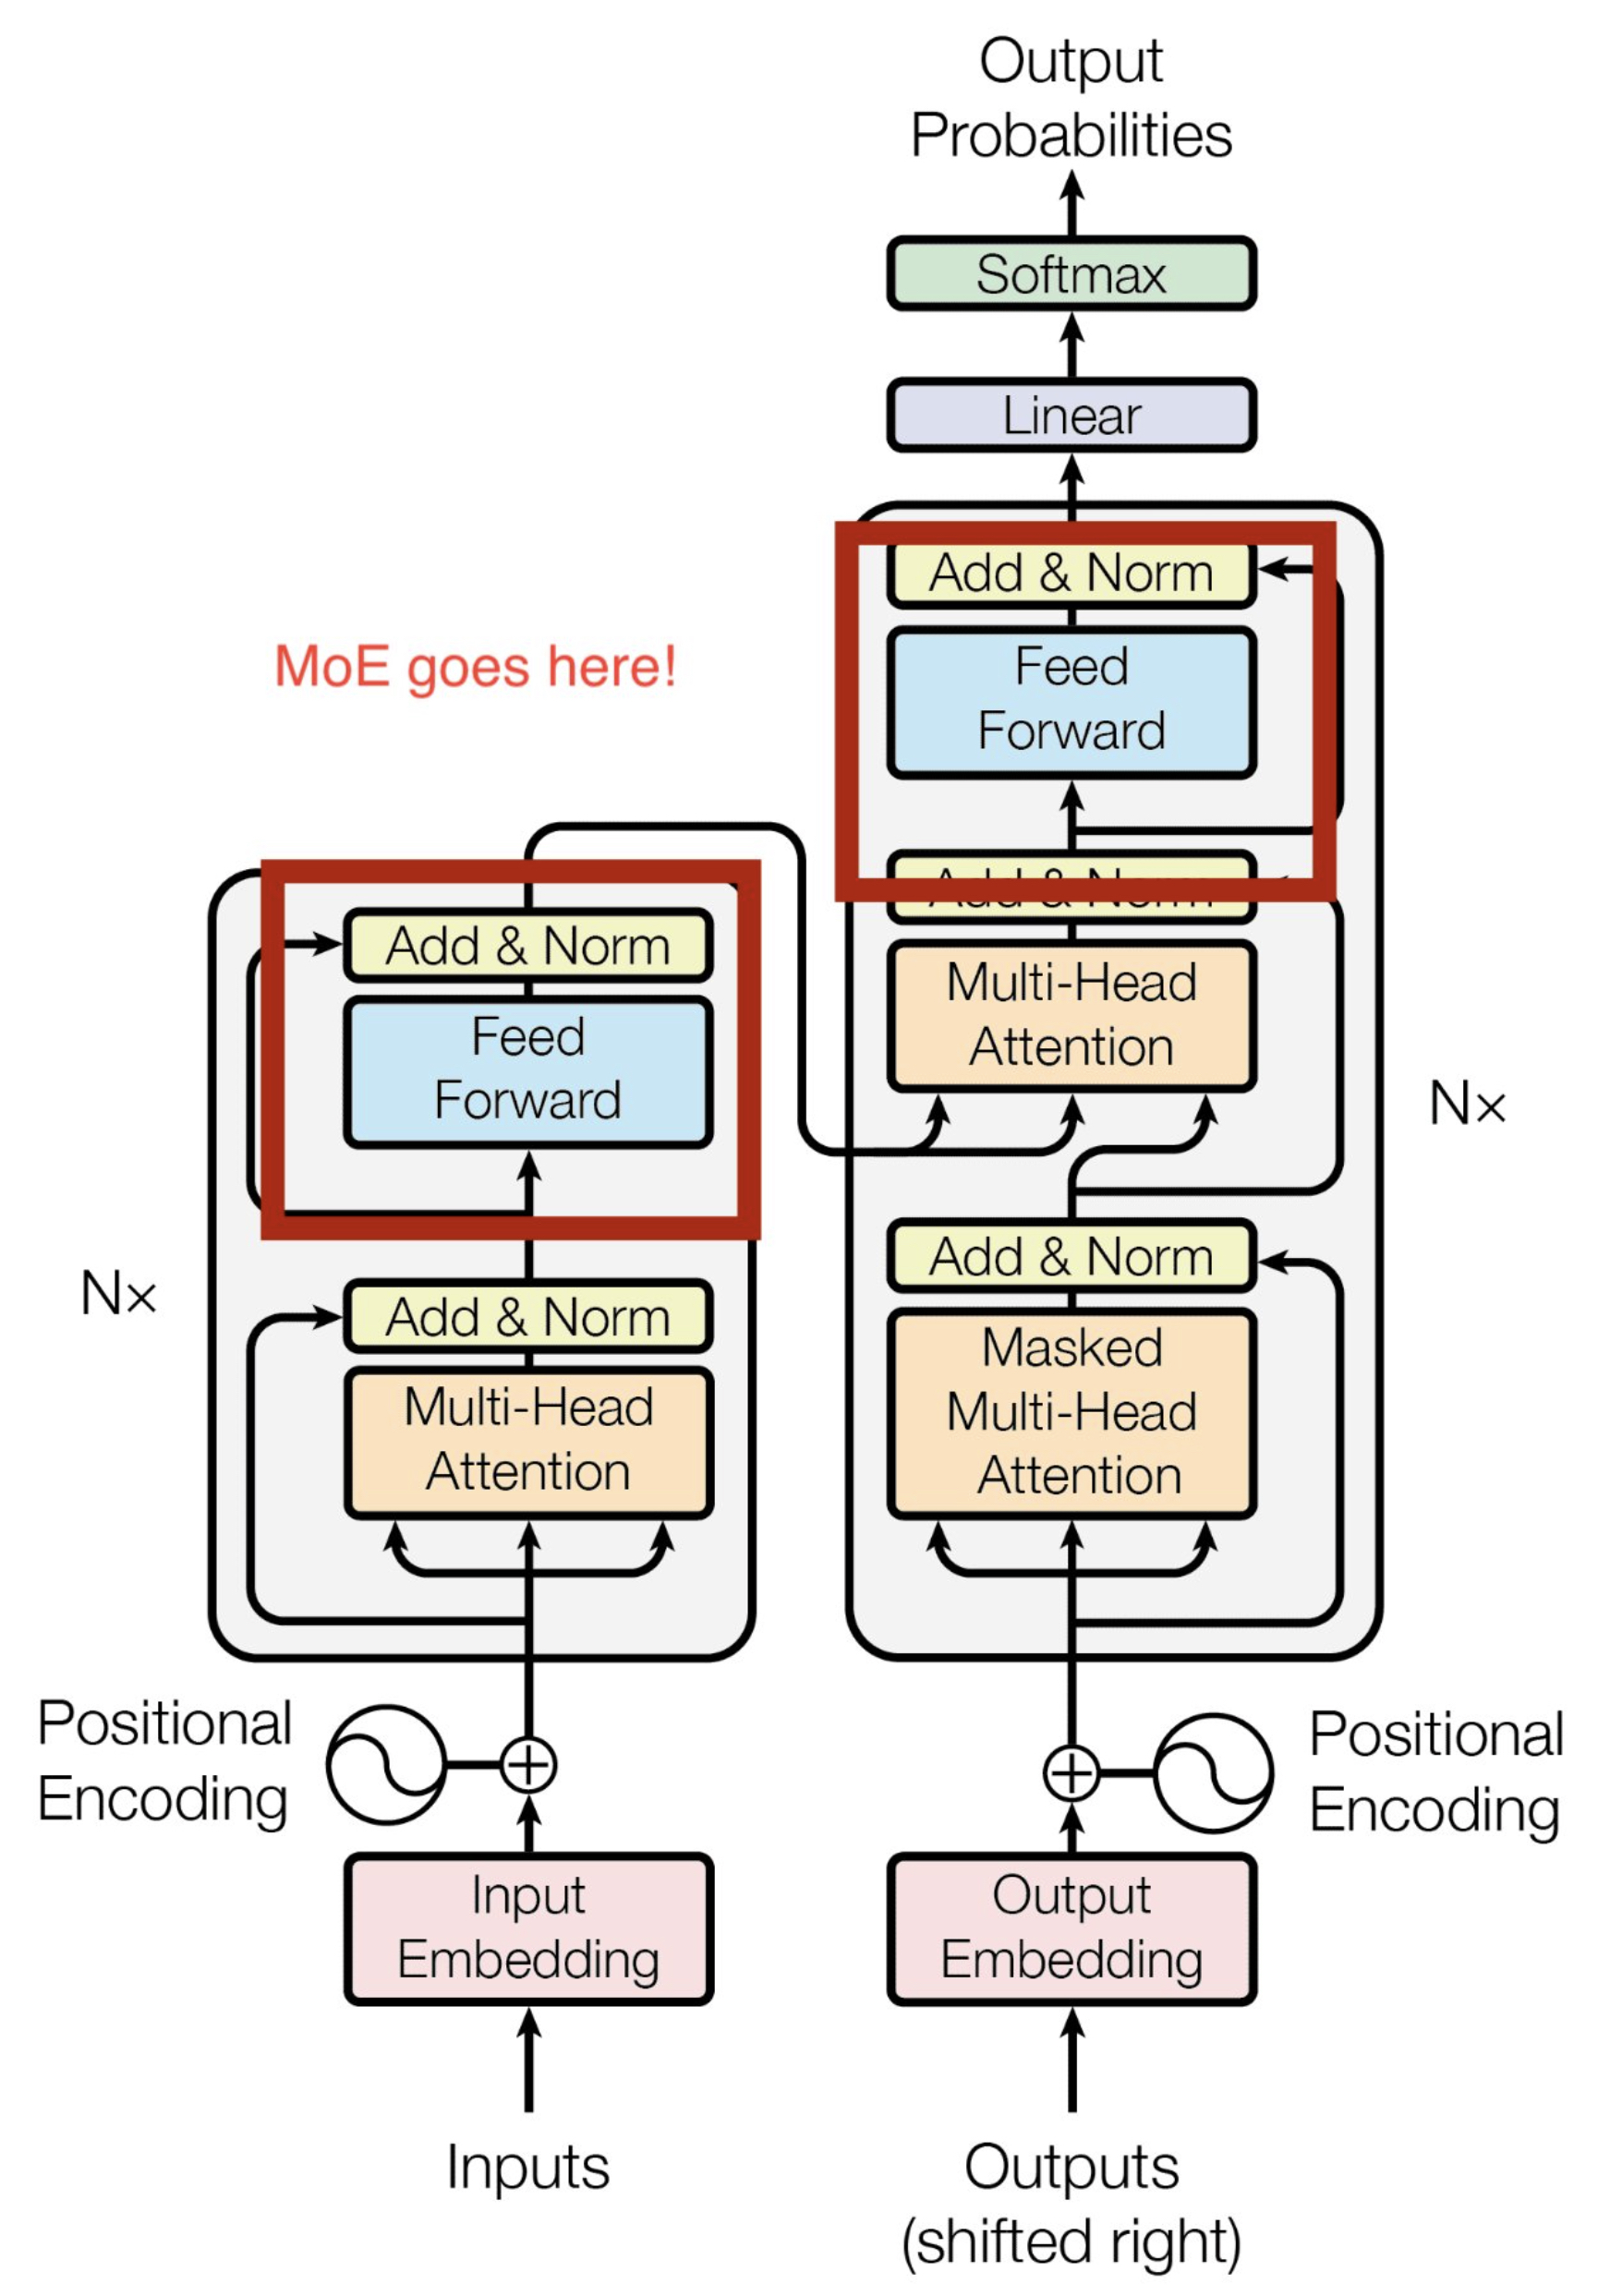 Output
Probabilities
Softmax
Linear
Add & Norm
Feed
Forward
Add & Norm
Multi-Head
Attention
Nx
Add & Norm
Masked
Multi-Head
Attention
MoE goes here!
Add & Norm
Feed
Forward
Nx
Add & Norm
Multi-Head
Attention
Positional
Encoding
Positional
Encoding
Input
Embedding
Output
Embedding
Inputs
Outputs
(shifted right)